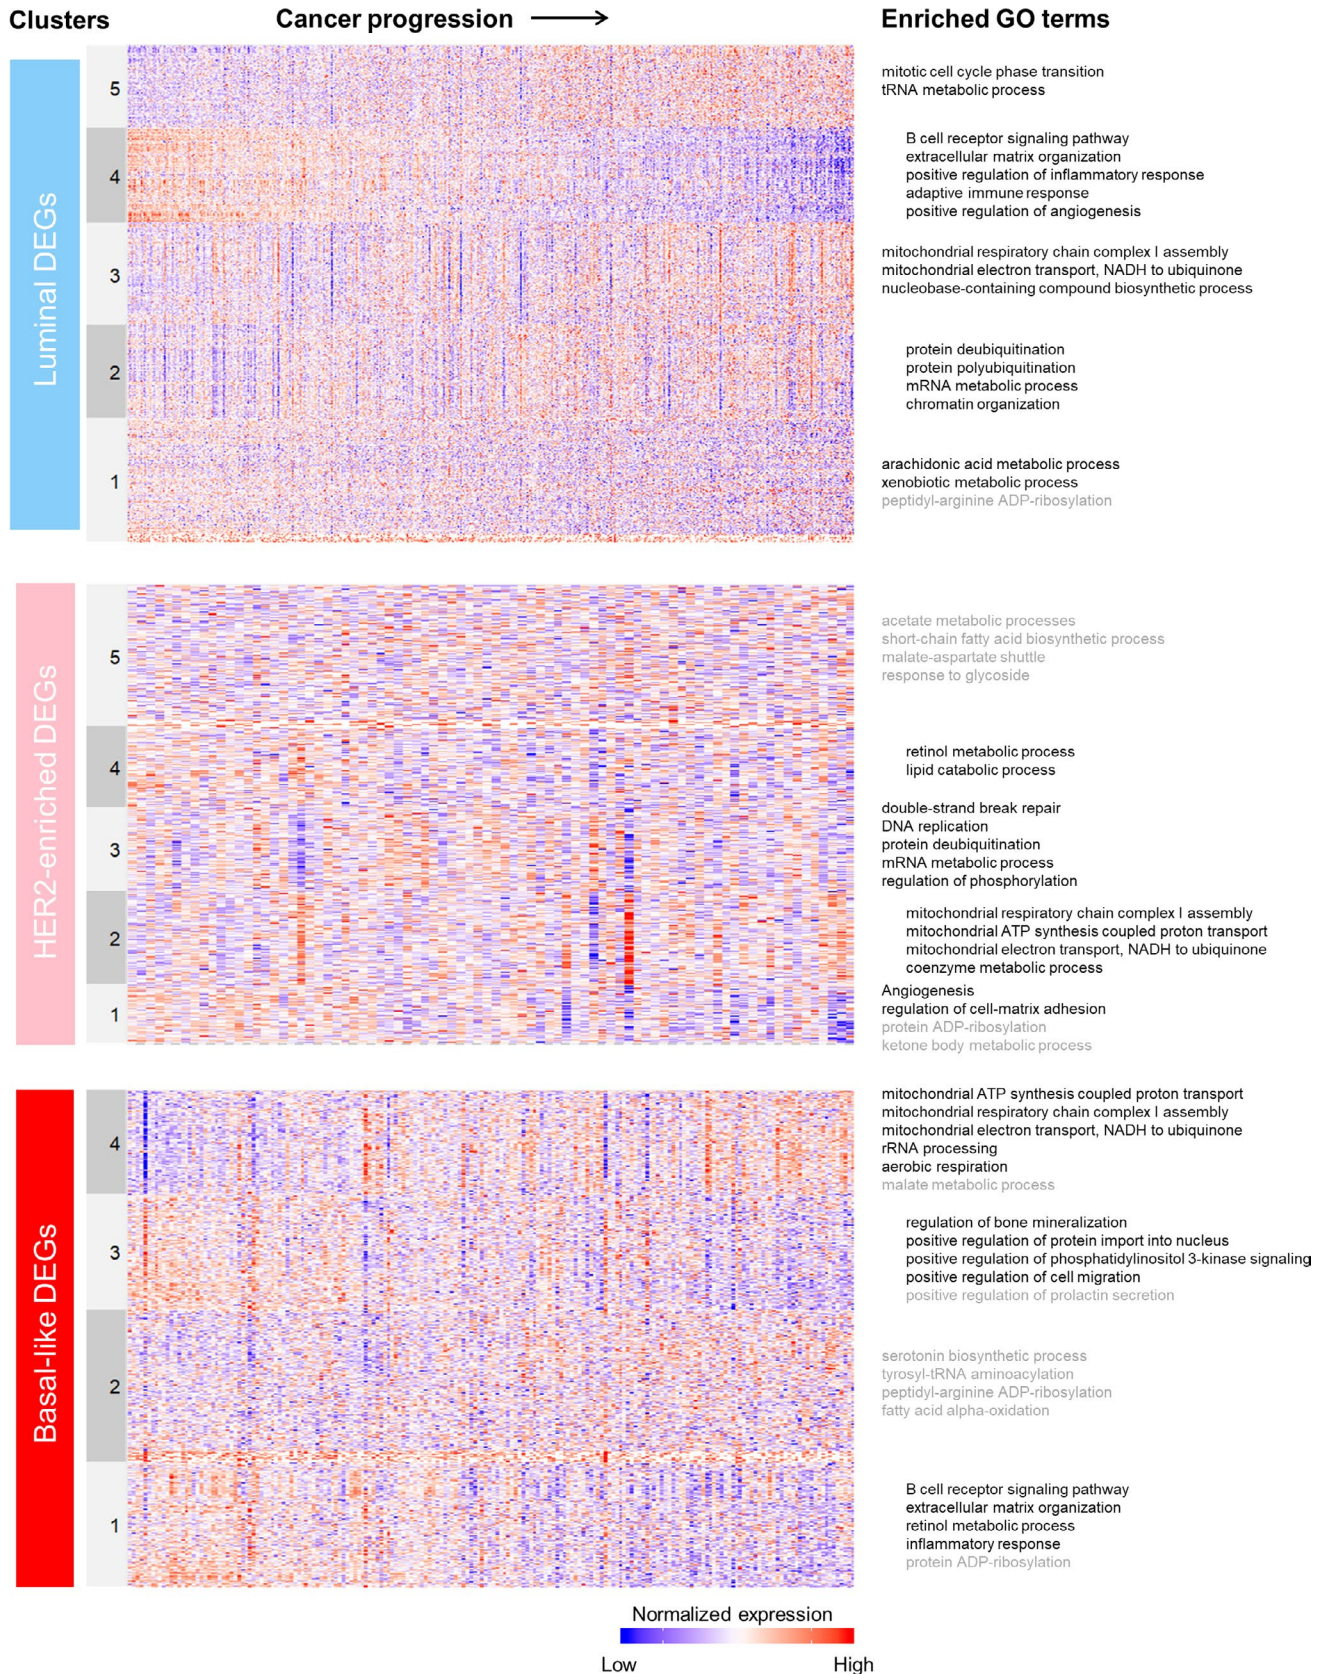 Clusters
Cancer progression
Enriched GO terms
Luminal DEGs
5
mitotic cell cycle phase transition
tRNA metabolic process
4
B cell receptor signaling pathway
extracellular matrix organization
positive regulation of inflammatory response
adaptive immune response
positive regulation of angiogenesis
3
mitochondrial respiratory chain complex I assembly
mitochondrial electron transport, NADH to ubiquinone
nucleobase-containing compound biosynthetic process
2
protein deubiquitination
protein polyubiquitination
mRNA metabolic process
chromatin organization
1
arachidonic acid metabolic process
xenobiotic metabolic process
peptidyl-arginine ADP-ribosylation
HER2-enriched DEGs
5
acetate metabolic processes
short-chain fatty acid biosynthetic process
malate-aspartate shuttle
response to glycoside
4
retinol metabolic process
lipid catabolic process
3
double-strand break repair
DNA replication
protein deubiquitination
mRNA metabolic process
regulation of phosphorylation
2
mitochondrial respiratory chain complex I assembly
mitochondrial ATP synthesis coupled proton transport
mitochondrial electron transport, NADH to ubiquinone
coenzyme metabolic process
1
Angiogenesis
regulation of cell-matrix adhesion
protein ADP-ribosylation
ketone body metabolic process
Basal-like DEGs
4
mitochondrial ATP synthesis coupled proton transport
mitochondrial respiratory chain complex I assembly
mitochondrial electron transport, NADH to ubiquinone
rRNA processing
aerobic respiration
malate metabolic process
3
regulation of bone mineralization
positive regulation of protein import into nucleus
positive regulation of phosphatidylinositol 3-kinase signaling
positive regulation of cell migration
positive regulation of prolactin secretion
2
serotonin biosynthetic process
tyrosyl-tRNA aminoacylation
peptidyl-arginine ADP-ribosylation
fatty acid alpha-oxidation
1
B cell receptor signaling pathway
extracellular matrix organization
retinol metabolic process
inflammatory response
protein ADP-ribosylation
Normalized expression
Low
High